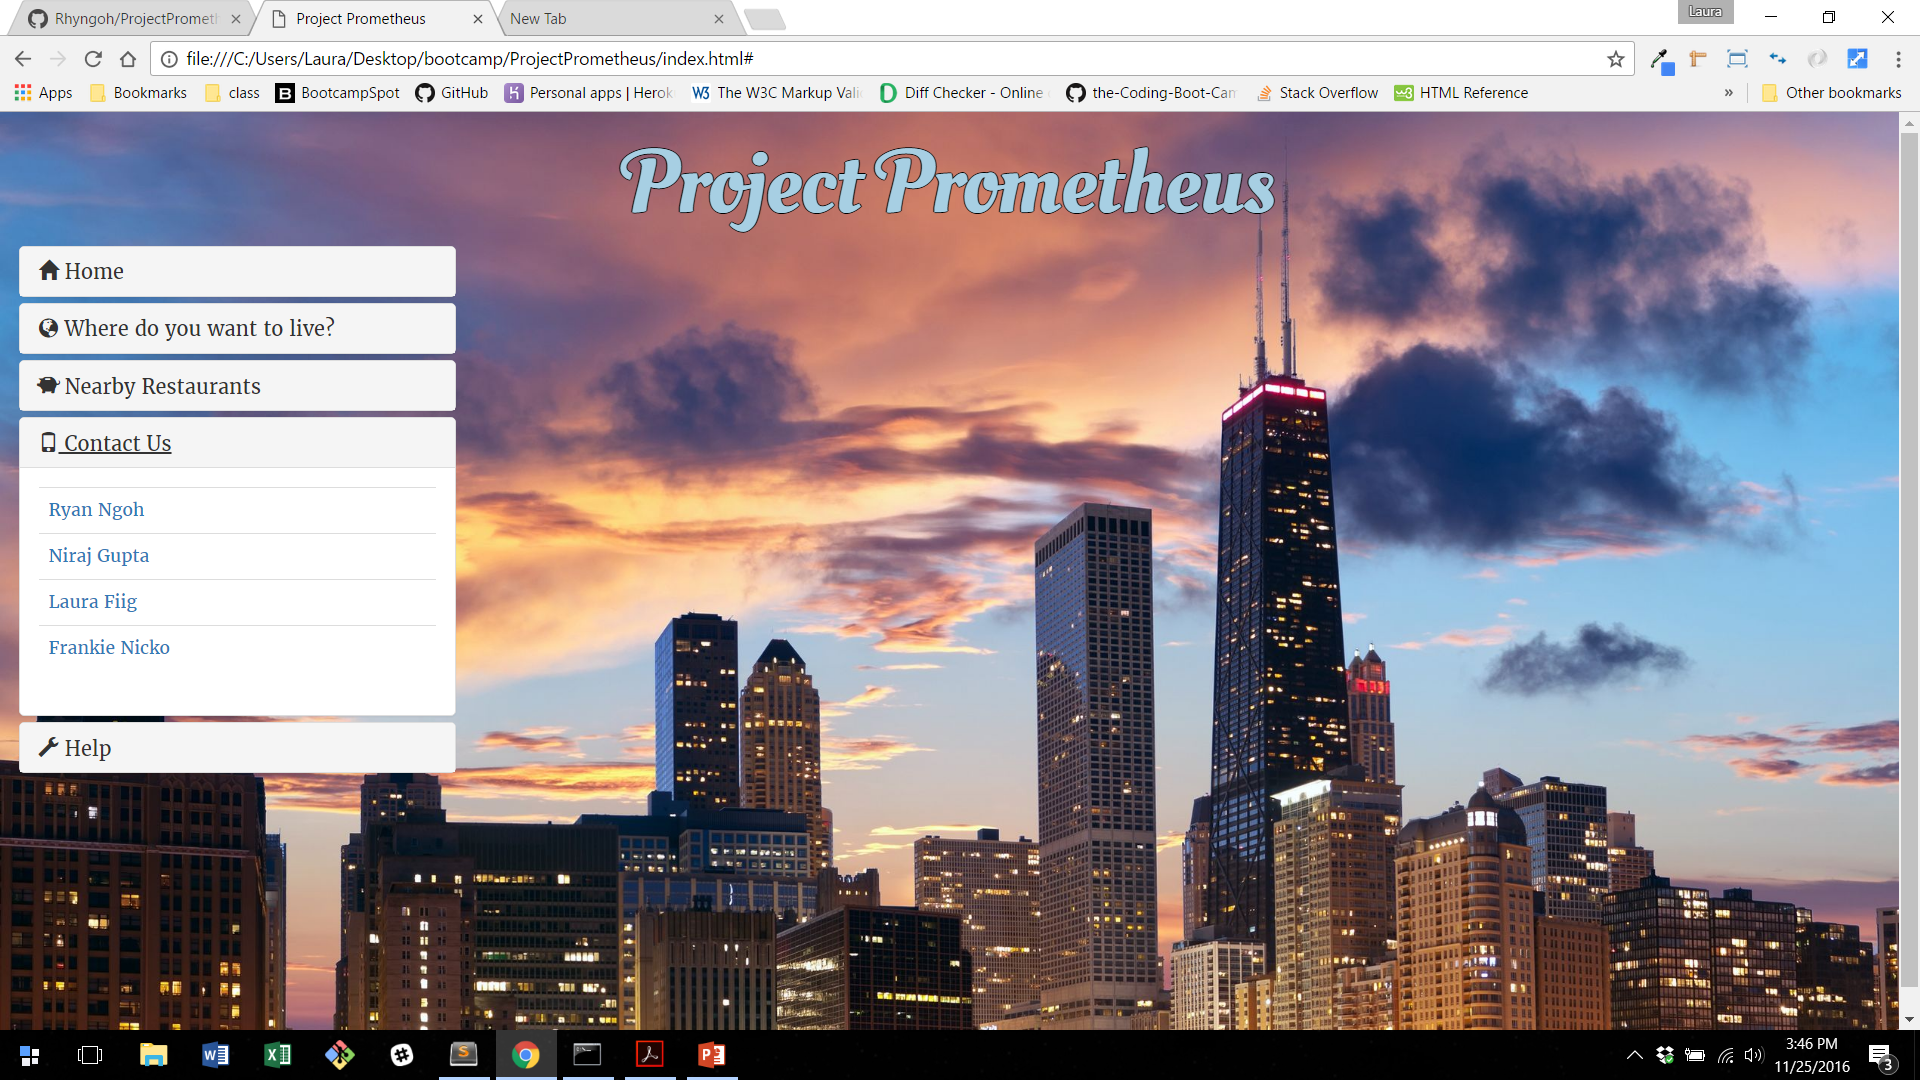 Rhyngoh/ProjectPrometh
Project Prometheus
New Tab
Laura
file:///C:/Users/Laura/Desktop/bootcamp/ProjectPrometheus/index.html#
Apps
Bookmarks
class
BootcampSpot
GitHub
Personal apps | Herok
The W3C Markup Vali
Diff Checker - Online
the-Coding-Boot-Cam
Stack Overflow
HTML Reference
»
Other bookmarks
Project Prometheus
Home
Where do you want to live?
Nearby Restaurants
Contact Us
Ryan Ngoh
Niraj Gupta
Laura Fiig
Frankie Nicko
Help
3:46 PM
11/25/2016
3